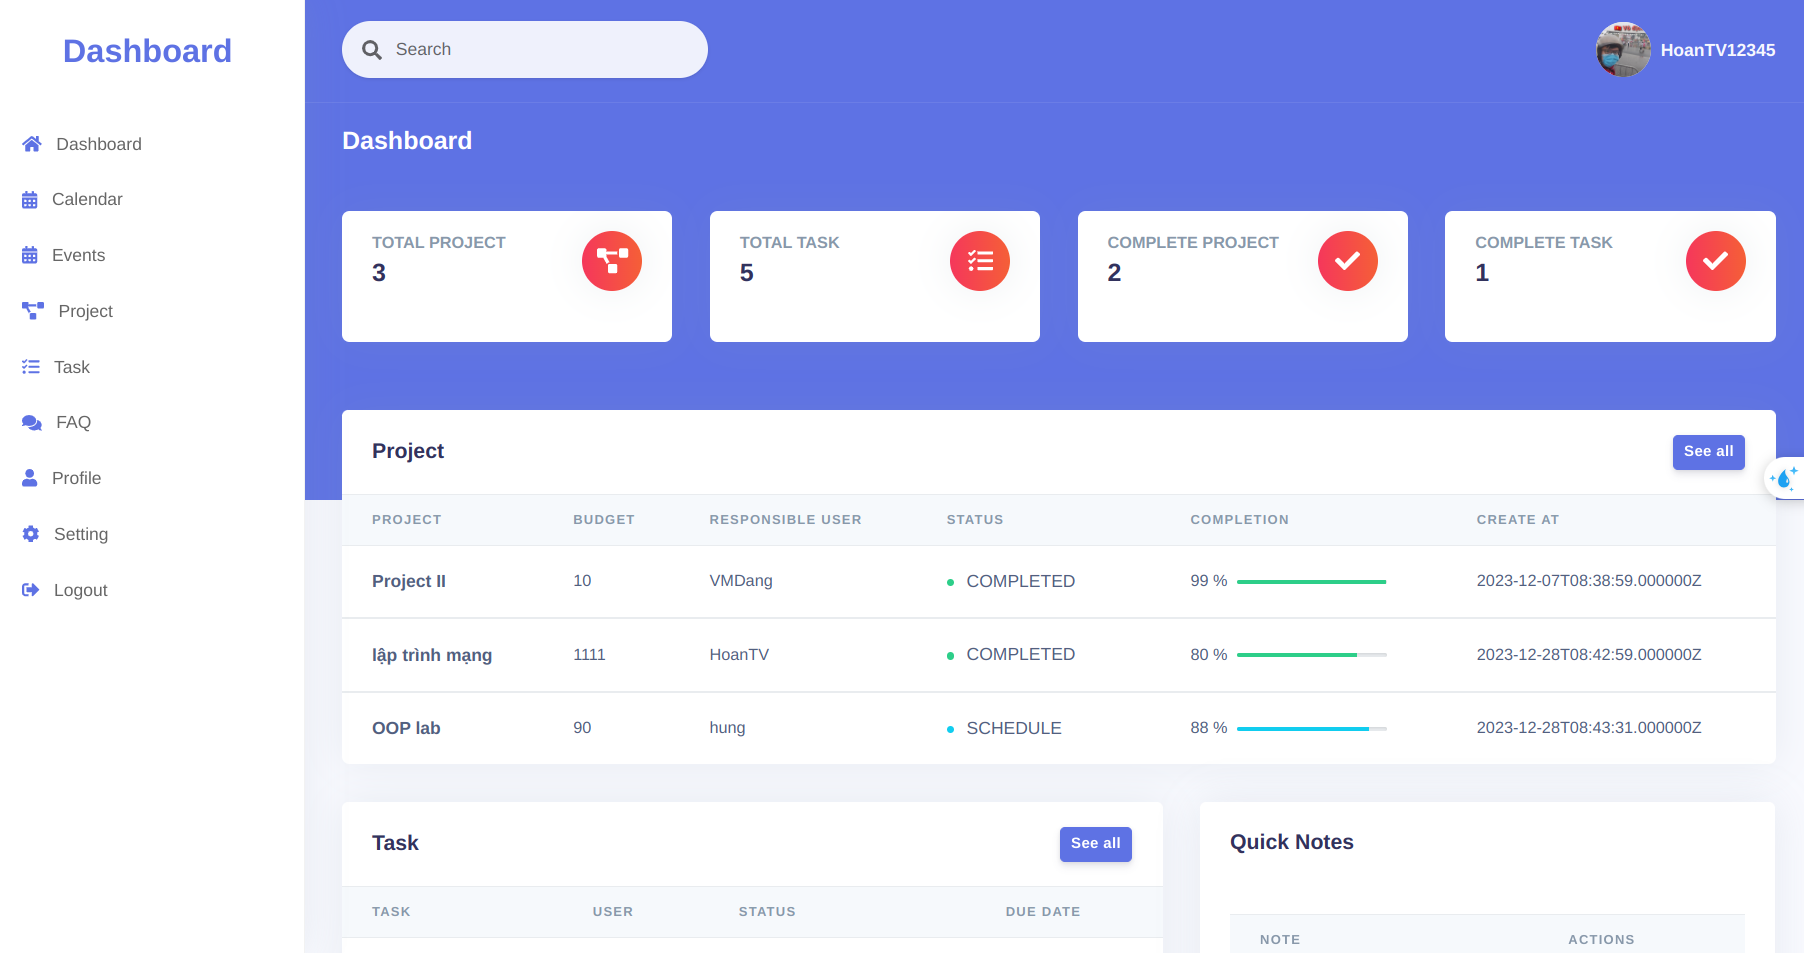 Dashboard
Search
HoanTV12345
Dashboard
Calendar
Events
Project
Task
FAQ
Profile
Setting
Logout
Dashboard
TOTAL PROJECT
3
TOTAL TASK
5
COMPLETE PROJECT
2
COMPLETE TASK
1
Project
See all
PROJECT BUDGET RESPONSIBLE USER STATUS COMPLETION CREATE AT
Project II 10 VMDang COMPLETED 99 % 2023-12-07T08:38:59.000000Z
lập trình mạng 1111 HoanTV COMPLETED 80 % 2023-12-28T08:42:59.000000Z
OOP lab 90 hung SCHEDULE 88 % 2023-12-28T08:43:31.000000Z
Task
See all
TASK USER STATUS DUE DATE
Quick Notes
NOTE ACTIONS